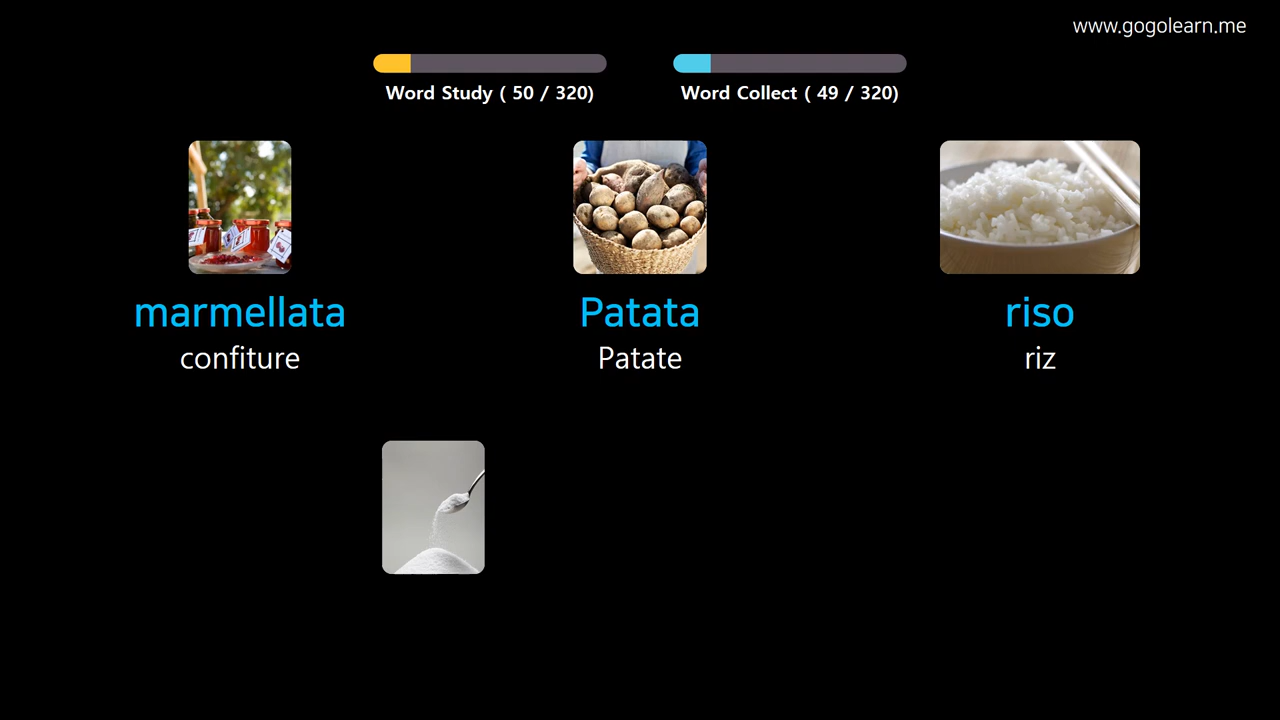 www.gogolearn.me
Word Study ( 50 / 320)
Word Collect ( 49 / 320)
marmellata
confiture
Patata
Patate
riso
riz